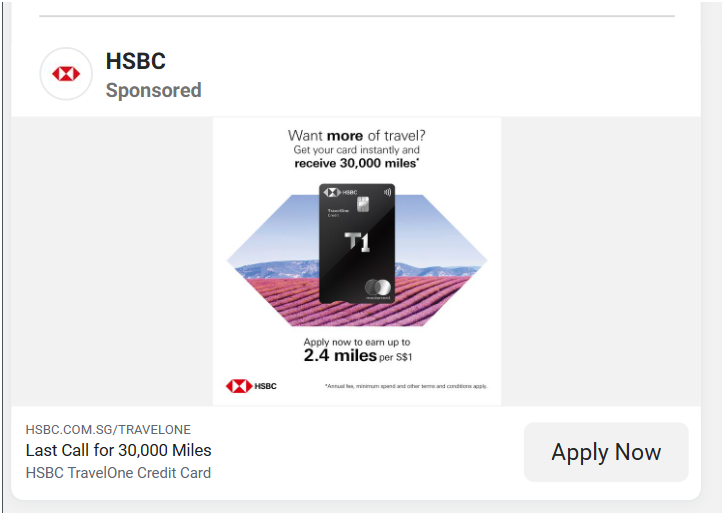 HSBC
Sponsored
Want more of travel?
Get your card instantly and
receive 30,000 miles*
HSBC
TravelOne
Credit
T1
mastercard
Apply now to earn up to
2.4 miles per S$1
HSBC
*Annual fee, minimum spend and other terms and conditions apply.
HSBC.COM.SG/TRAVELONE
Last Call for 30,000 Miles
HSBC TravelOne Credit Card
Apply Now